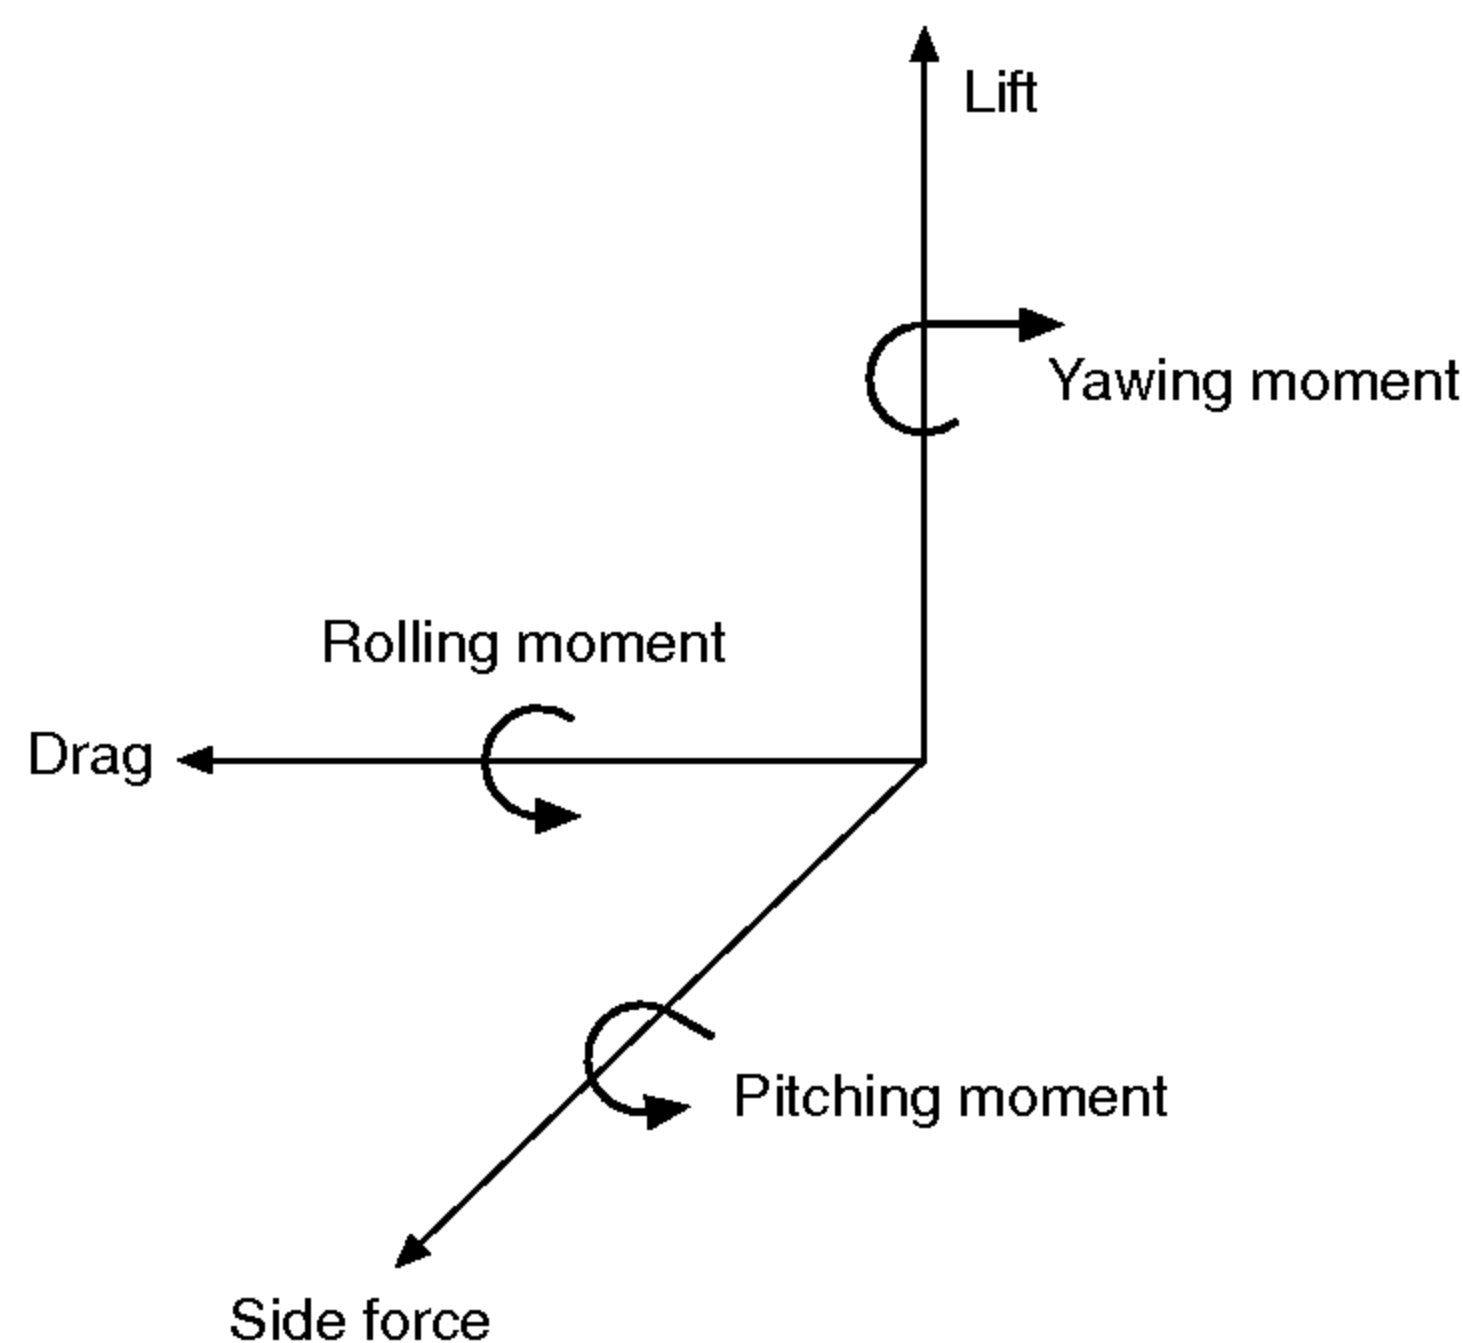 Lift
Yawing moment
Rolling moment
Drag
Pitching moment
Side force